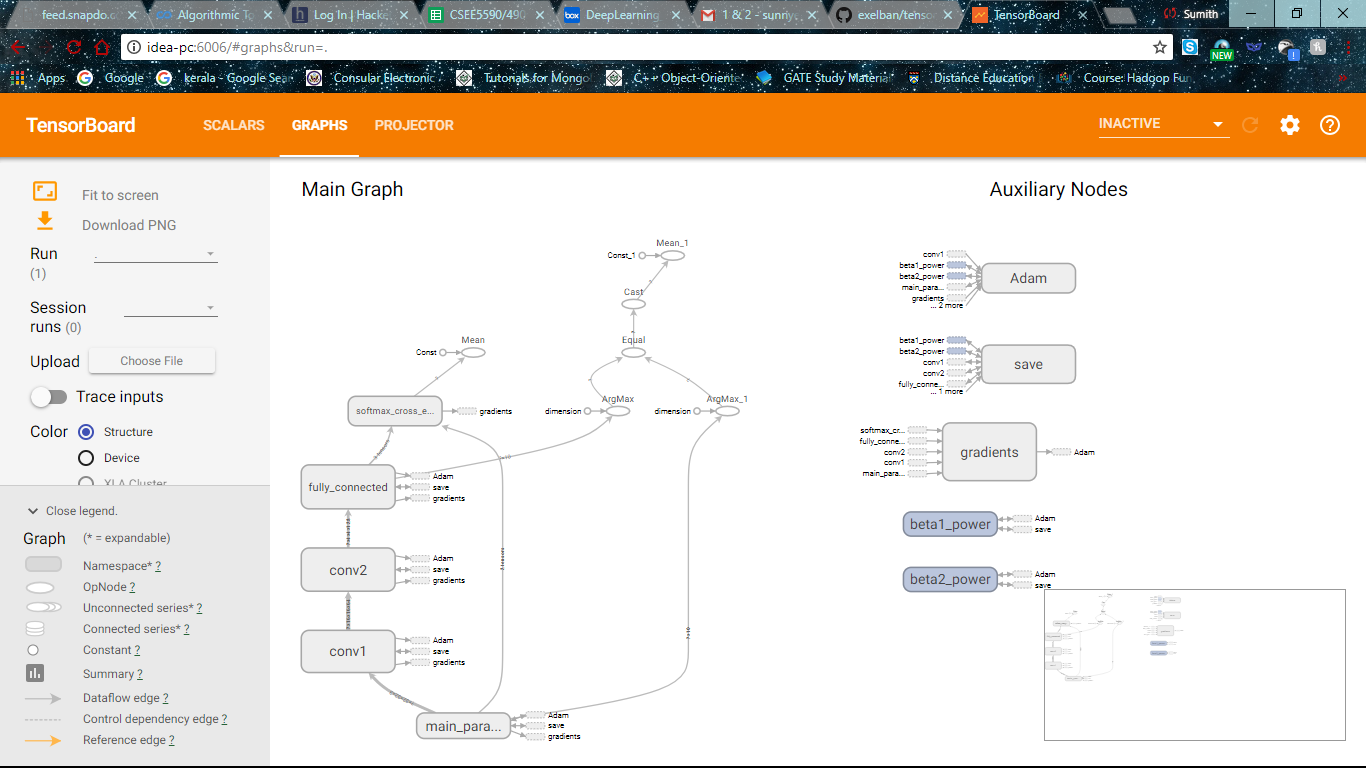 feed.snapdo.c
Algorithmic T
Log In | Hacke
CSEE5590/490
DeepLearning
1 & 2 - sunriy
exelban/tenso
TensorBoard
Sumith
idea-pc:6006/#graphs&run=.
NEW
Apps
Google
kerala - Google Sea
Consular Electronic
Tutorials for Mongo
C++ Object-Oriente
GATE Study Materia
Distance Education
Course: Hadoop Fun
TensorBoard
SCALARS
GRAPHS
PROJECTOR
INACTIVE
Fit to screen
Download PNG
Run
(1)
.
Session
runs (0)
Upload
Choose File
Trace inputs
Color
Structure
Device
XLA Cluster
Close legend.
Graph
(* = expandable)
Namespace* ?
OpNode ?
Unconnected series* ?
Connected series* ?
Constant ?
Summary ?
Dataflow edge ?
Control dependency edge ?
Reference edge ?
Main Graph
Mean_1
Const_1
Cast
Mean
Const
Equal
softmax_cross_e...
gradients
dimension
ArgMax
dimension
ArgMax_1
fully_connected
Adam
save
gradients
conv2
Adam
save
gradients
conv1
Adam
save
gradients
main_para...
Adam
save
gradients
Auxiliary Nodes
conv1
beta1_power
beta2_power
main_para...
gradients
... 2 more
Adam
beta1_power
beta2_power
conv1
conv2
fully_conne...
... 1 more
save
softmax_cr...
fully_conne...
conv2
conv1
main_para...
gradients
Adam
beta1_power
Adam
save
beta2_power
Adam
save